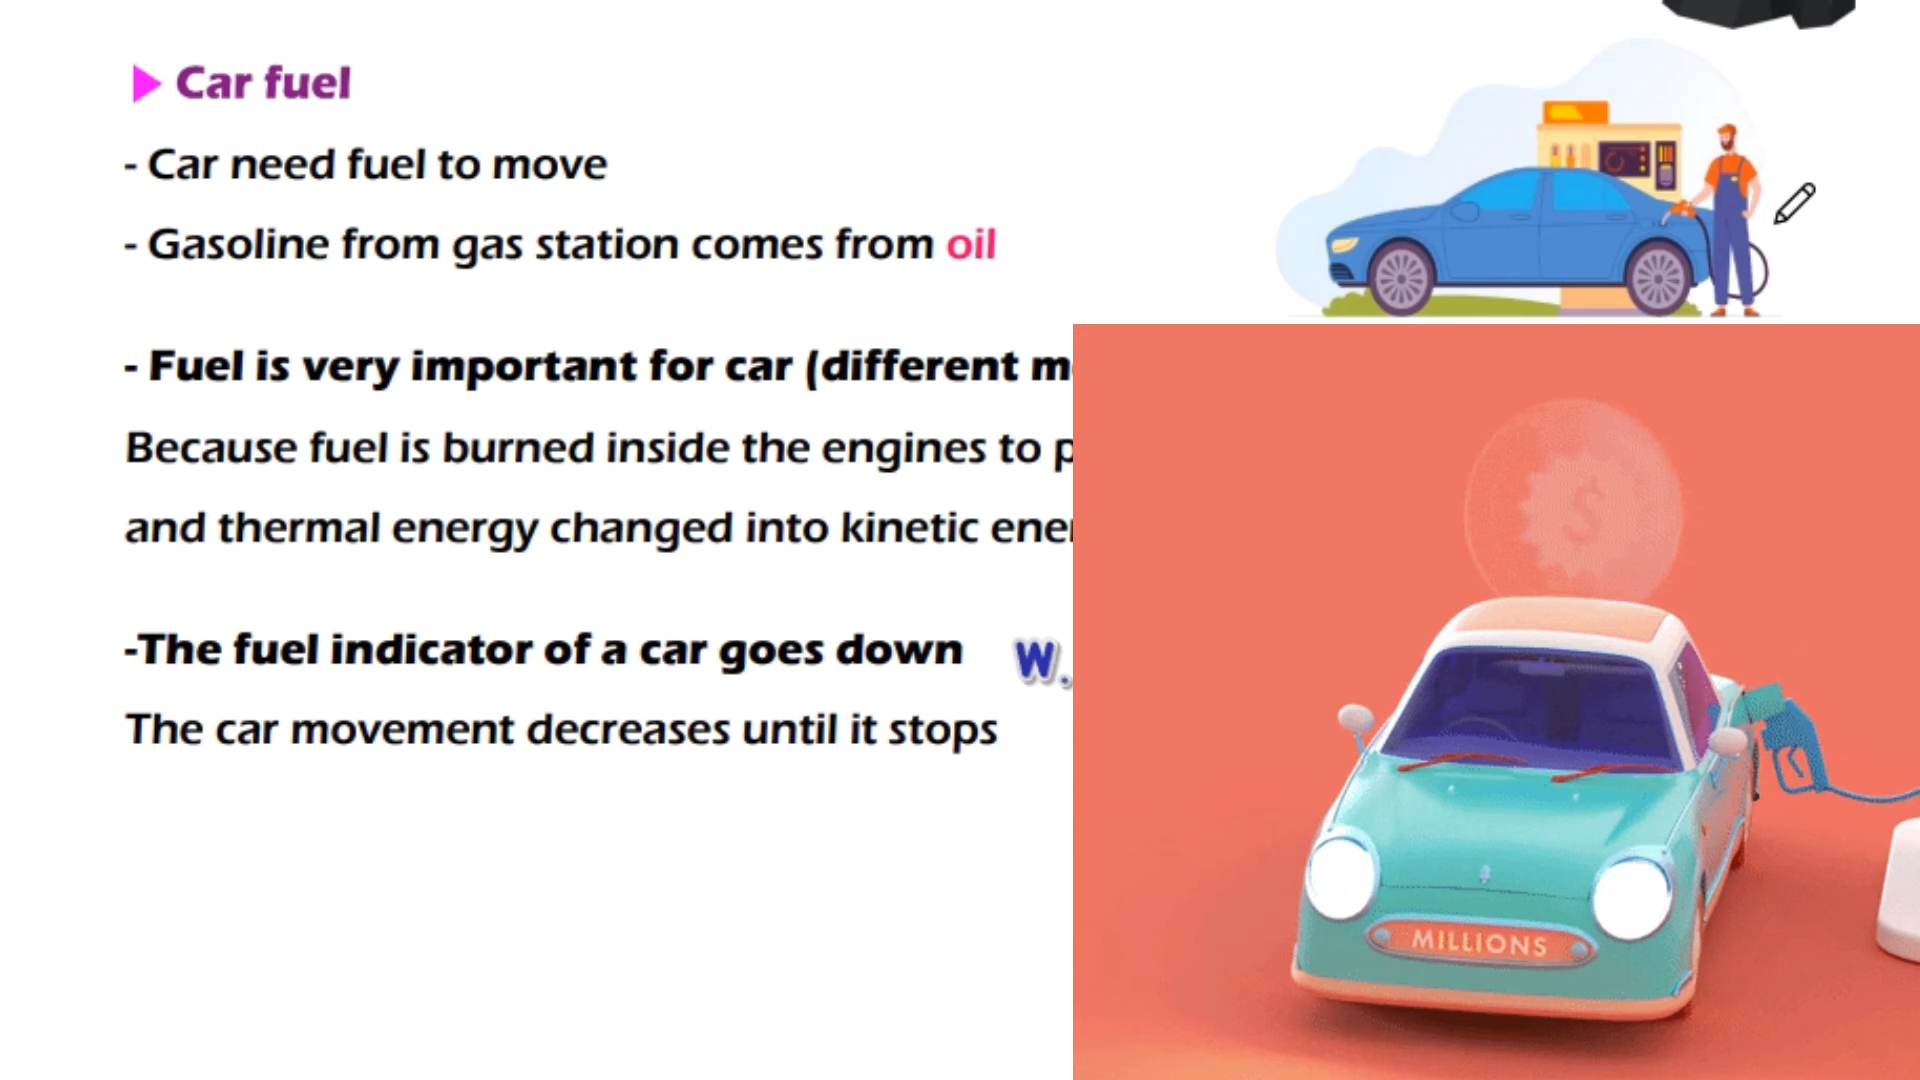 Car fuel
- Car need fuel to move
- Gasoline from gas station comes from oil
- Fuel is very important for car (different
Because fuel is burned inside the engines to
and thermal energy changed into kinetic
-The fuel indicator of a car goes down
W.
The car movement decreases until it stops
$
MILLIONS